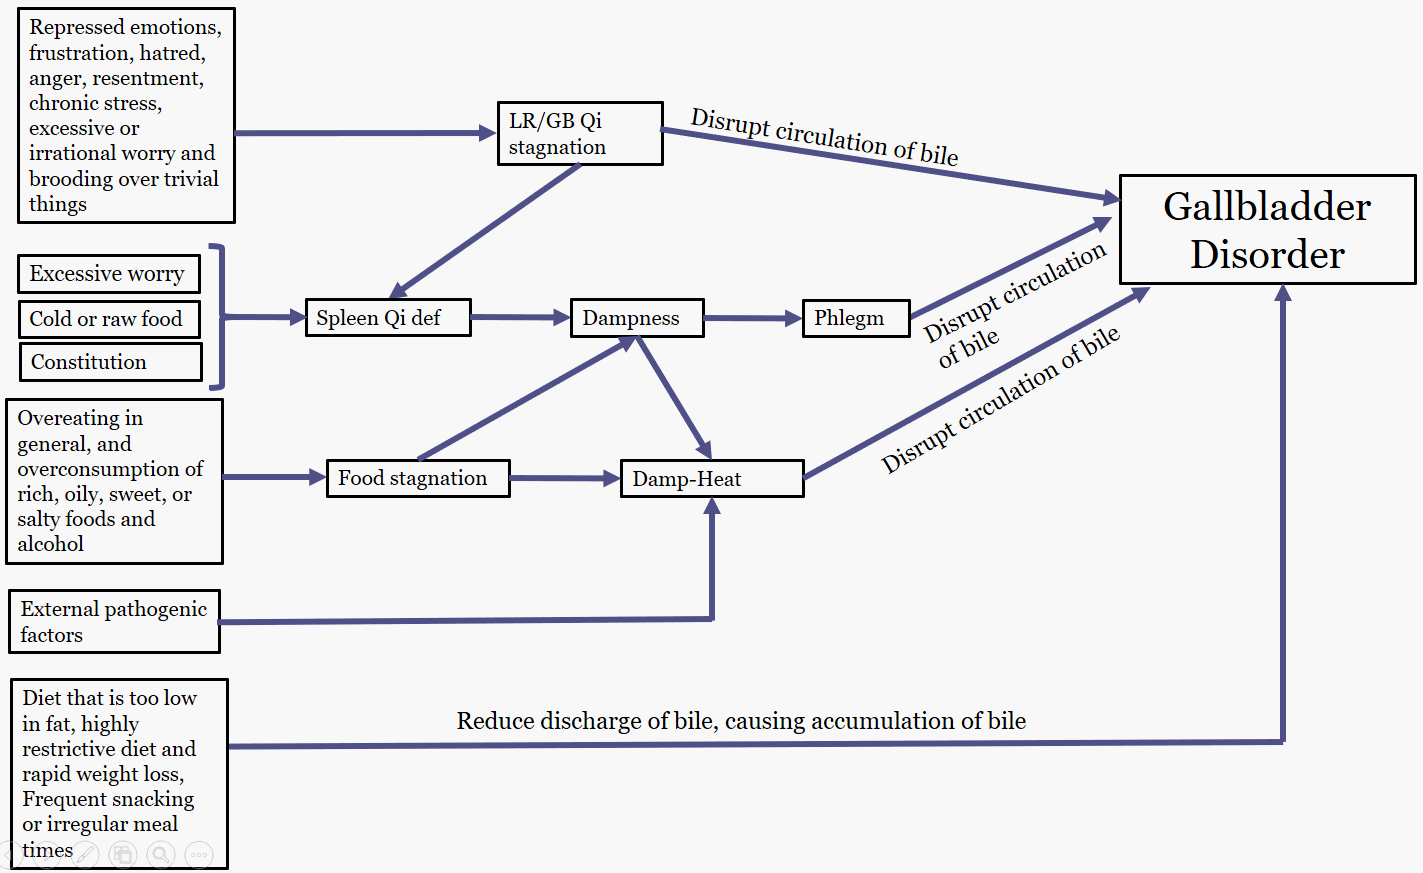 Repressed emotions,
frustration, hatred,
anger, resentment,
chronic stress,
excessive or
irrational worry and
brooding over trivial
things
LR/GB Qi
stagnation
Disrupt circulation of bile
Gallbladder
Disorder
Excessive worry
Cold or raw food
Constitution
Spleen Qi def
Dampness
Phlegm
Disrupt circulation
of bile
Overeating in
general, and
overconsumption of
rich, oily, sweet, or
salty foods and
alcohol
Food stagnation
Damp-Heat
Disrupt circulation of bile
External pathogenic
factors
Diet that is too low
in fat, highly
restrictive diet and
rapid weight loss,
Frequent snacking
or irregular meal
times
Reduce discharge of bile, causing accumulation of bile